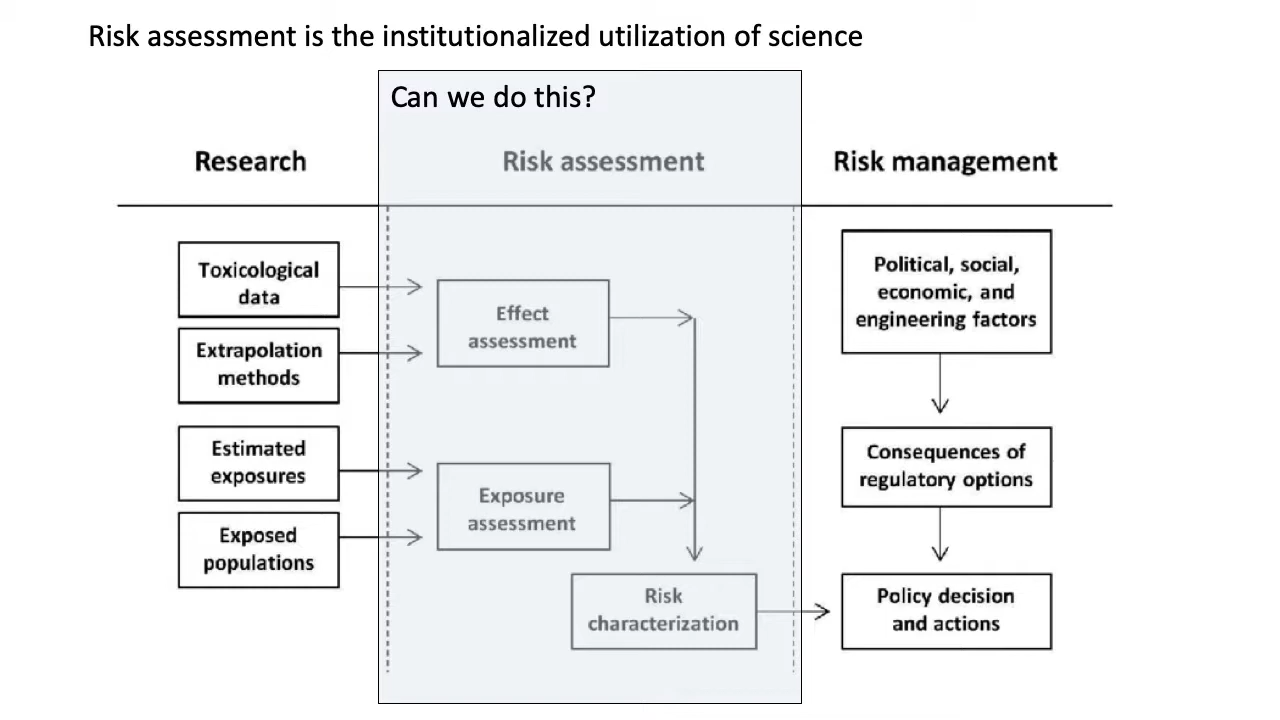 Risk assessment is the institutionalized utilization of science
Can we do this?
Research
Risk assessment
Risk management
Toxicological
data
Extrapolation
methods
Estimated
exposures
Exposed
populations
Effect
assessment
Exposure
assessment
Risk
characterization
Political, social,
economic, and
engineering factors
Consequences of
regulatory options
Policy decision
and actions